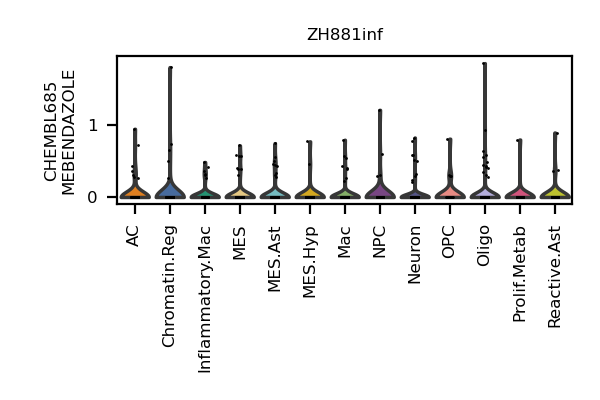 ZH881inf
CHEMBL685
MEBENDAZOLE
1
0
AC
Chromatin.Reg
Inflammatory.Mac
MES
MES.Ast
MES.Hyp
Mac
NPC
Neuron
OPC
Oligo
Prolif.Metab
Reactive.Ast